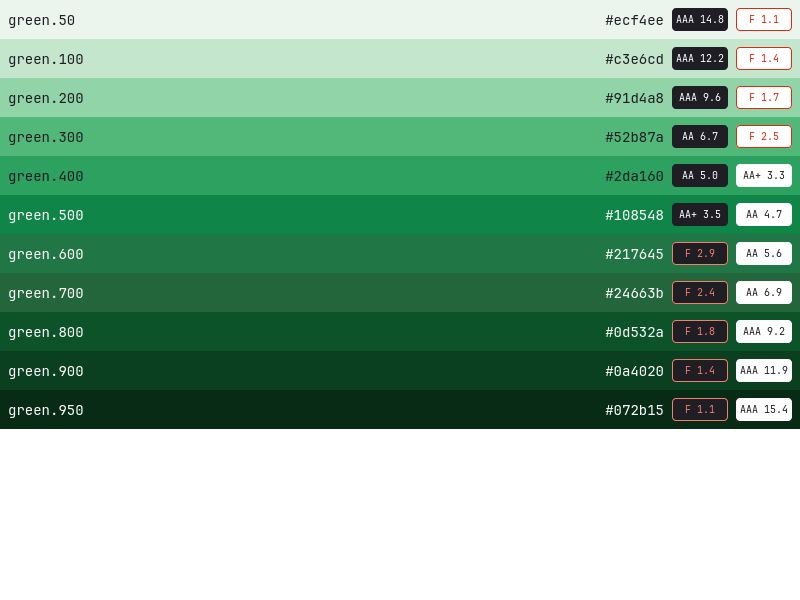 green.50 #ecf4ee AAA 14.8 F 1.1
green.100 #c3e6cd AAA 12.2 F 1.4
green.200 #91d4a8 AAA 9.6 F 1.7
green.300 #52b87a AA 6.7 F 2.5
green.400 #2da160 AA 5.0 AA+ 3.3
green.500 #108548 AA+ 3.5 AA 4.7
green.600 #217645 F 2.9 AA 5.6
green.700 #24663b F 2.4 AA 6.9
green.800 #0d532a F 1.8 AAA 9.2
green.900 #0a4020 F 1.4 AAA 11.9
green.950 #072b15 F 1.1 AAA 15.4